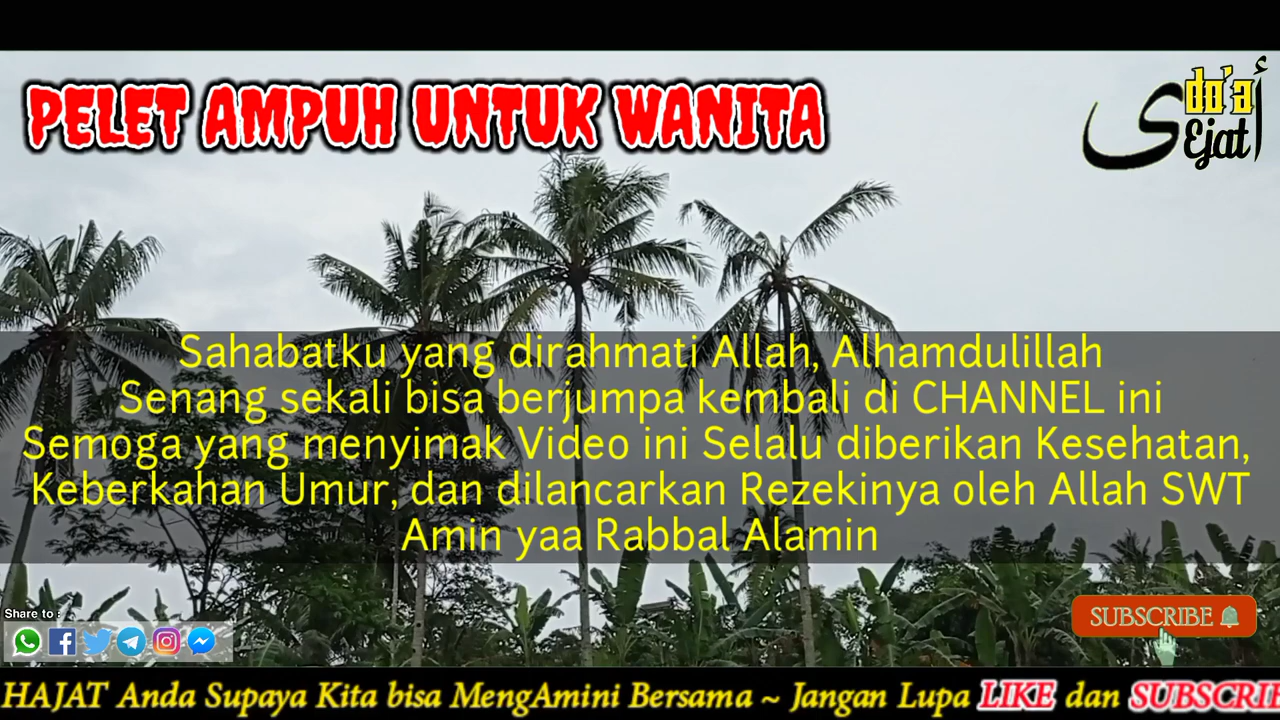 PELET AMPUH UNTUK WANITA
do'a
Ejati
Sahabatku yang dirahmati Allah, Alhamdulillah
Senang sekali bisa berjumpa kembali di CHANNEL ini
Semoga yang menyimak Video ini Selalu diberikan Kesehatan,
Keberkahan Umur, dan dilancarkan Rezekinya oleh Allah SWT
Amin yaa Rabbal Alamin
Share to :
SUBSCRIBE
HAJAT Anda Supaya Kita bisa MengAmini Bersama ~ Jangan Lupa LIKE dan SUBSCRIB